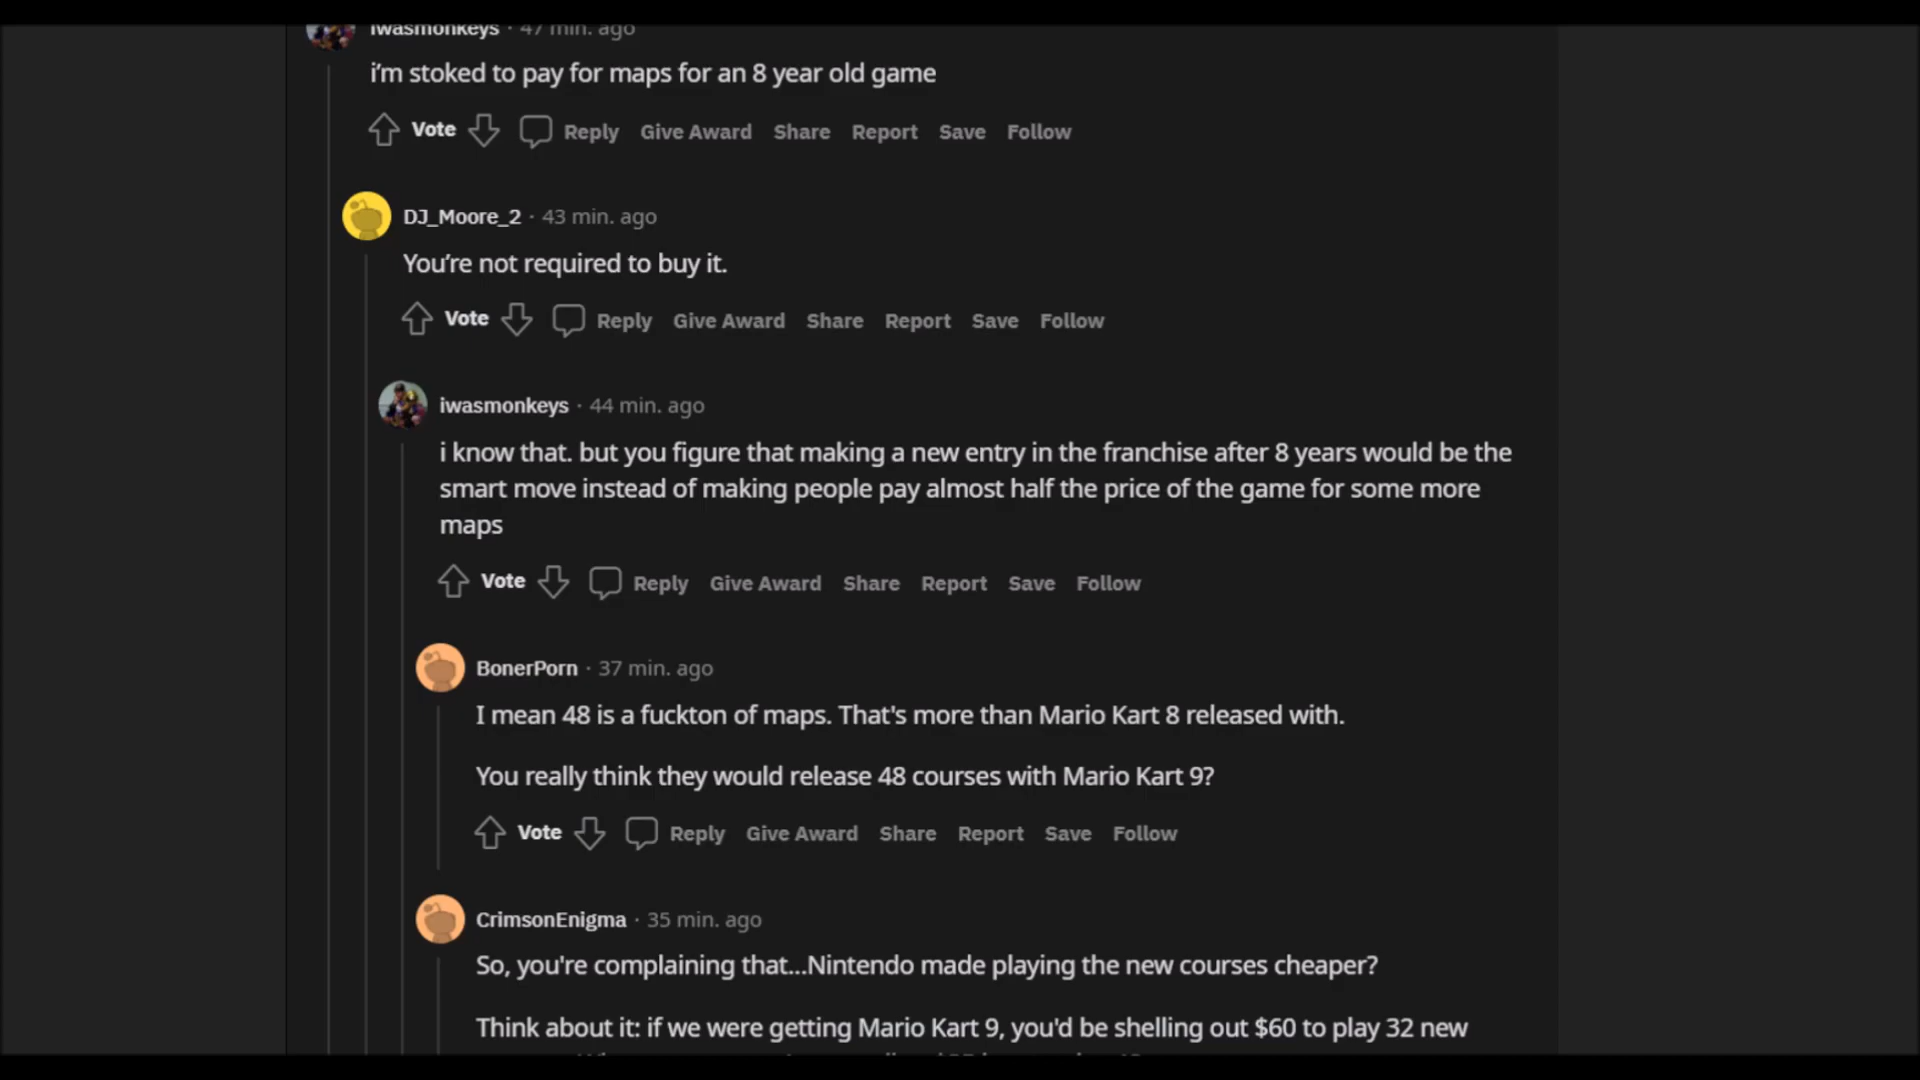 iwasmonkeys · 47 min. ago
i'm stoked to pay for maps for an 8 year old game
Vote Reply Give Award Share Report Save Follow
DJ_Moore_2 · 43 min. ago
You're not required to buy it.
Vote Reply Give Award Share Report Save Follow
iwasmonkeys · 44 min. ago
i know that. but you figure that making a new entry in the franchise after 8 years would be the
smart move instead of making people pay almost half the price of the game for some more
maps
Vote Reply Give Award Share Report Save Follow
BonerPorn · 37 min. ago
I mean 48 is a fuckton of maps. That's more than Mario Kart 8 released with.
You really think they would release 48 courses with Mario Kart 9?
Vote Reply Give Award Share Report Save Follow
CrimsonEnigma · 35 min. ago
So, you're complaining that...Nintendo made playing the new courses cheaper?
Think about it: if we were getting Mario Kart 9, you'd be shelling out $60 to play 32 new